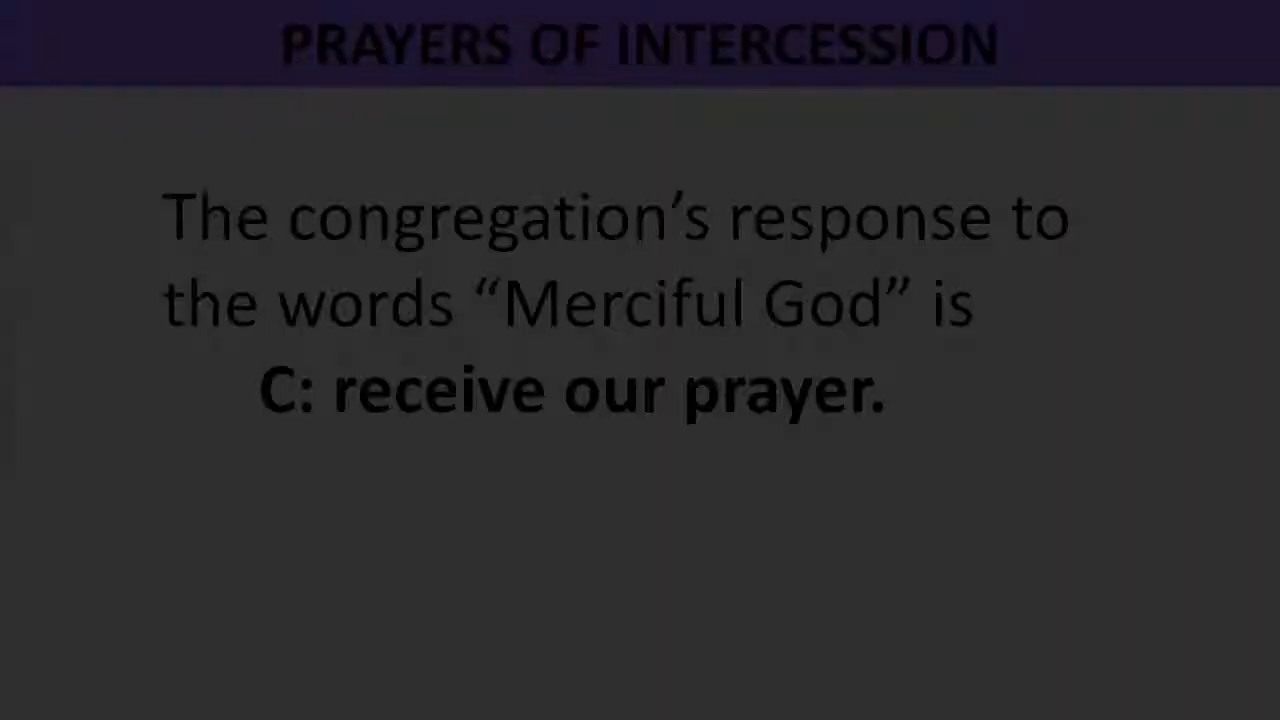 PRAYERS OF INTERCESSION
The congregation’s response to
the words “Merciful God” is
C: receive our prayer.